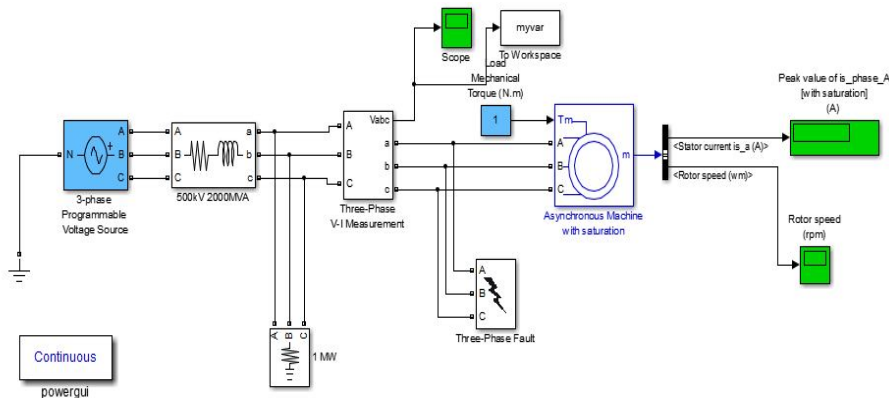 myvar
Scope
To Workspace
Load
Mechanical
Torque (N.m)
Peak value of is_phase_A
[with saturation]
(A)
Vabc
1
Tm
A
B
C
N
A
B
C
A
B
C
a
b
c
A
B
C
a
b
c
m
<Stator current is_a (A)>
<Rotor speed (wm)>
3-phase
Programmable
Voltage Source
500kV 2000MVA
Three-Phase
V-I Measurement
Asynchronous Machine
with saturation
Rotor speed
(rpm)
A
B
C
Three-Phase Fault
A B C
1 MW
Continuous
powergui